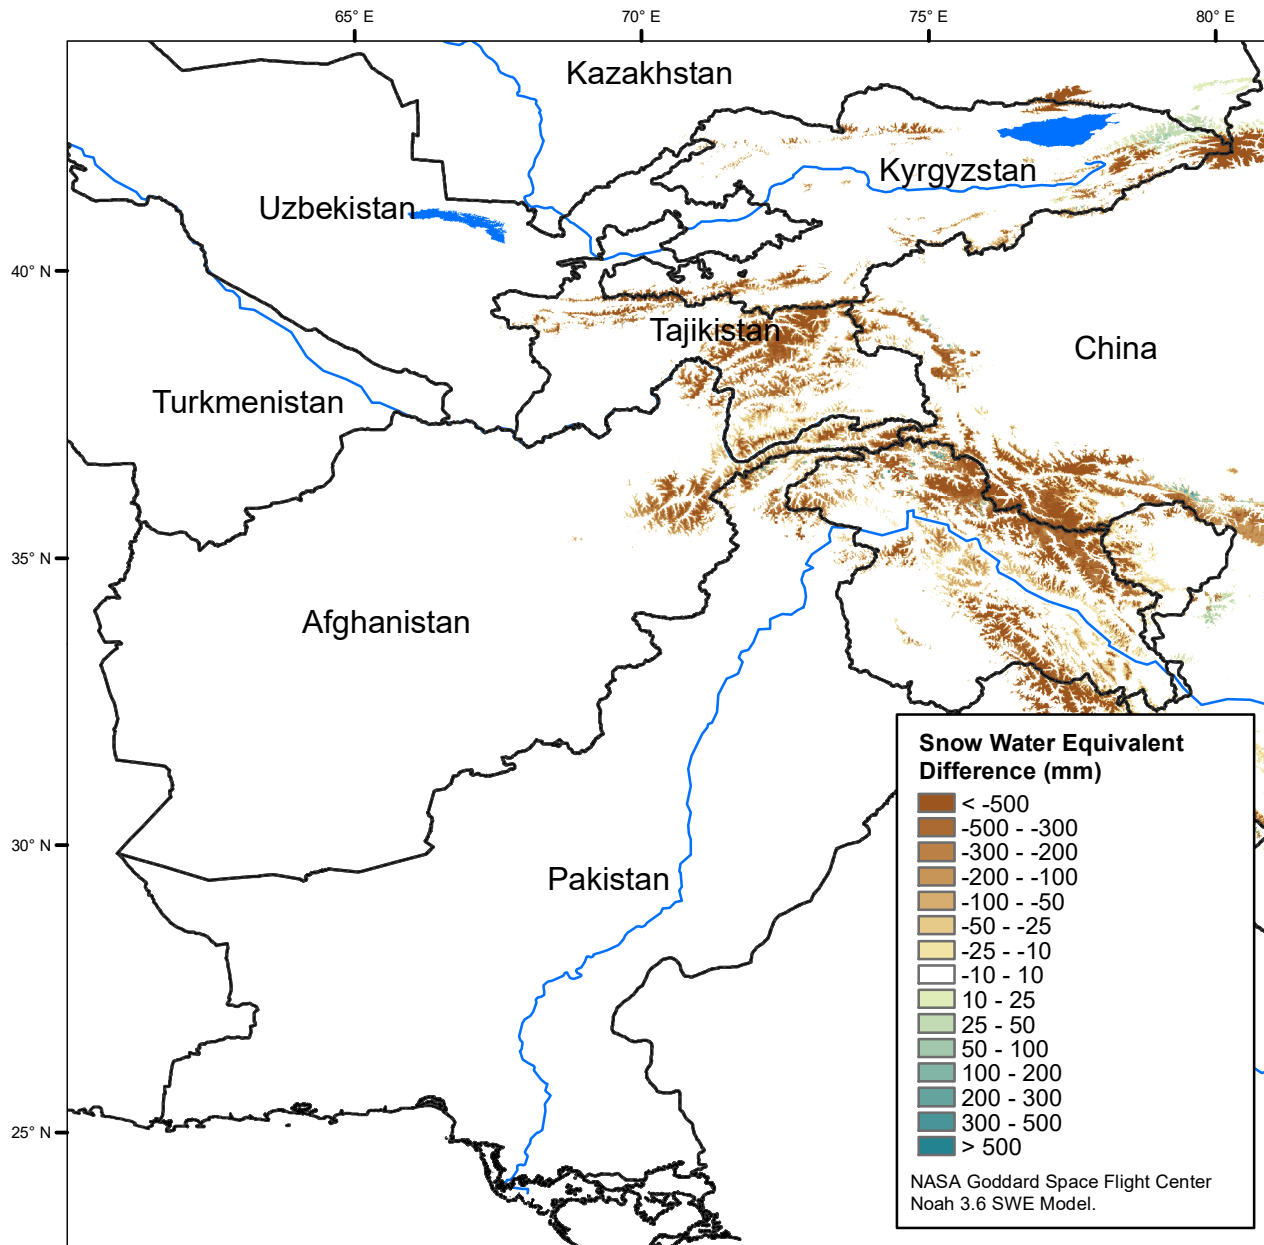 65° E
70° E
75° E
80° E
Kazakhstan
Kyrgyzstan
Uzbekistan
40° N
Tajikistan
China
Turkmenistan
35° N
Afghanistan
30° N
Pakistan
25° N
Snow Water Equivalent
Difference (mm)
< -500
-500 - -300
-300 - -200
-200 - -100
-100 - -50
-50 - -25
-25 - -10
-10 - 10
10 - 25
25 - 50
50 - 100
100 - 200
200 - 300
300 - 500
> 500
NASA Goddard Space Flight Center
Noah 3.6 SWE Model.